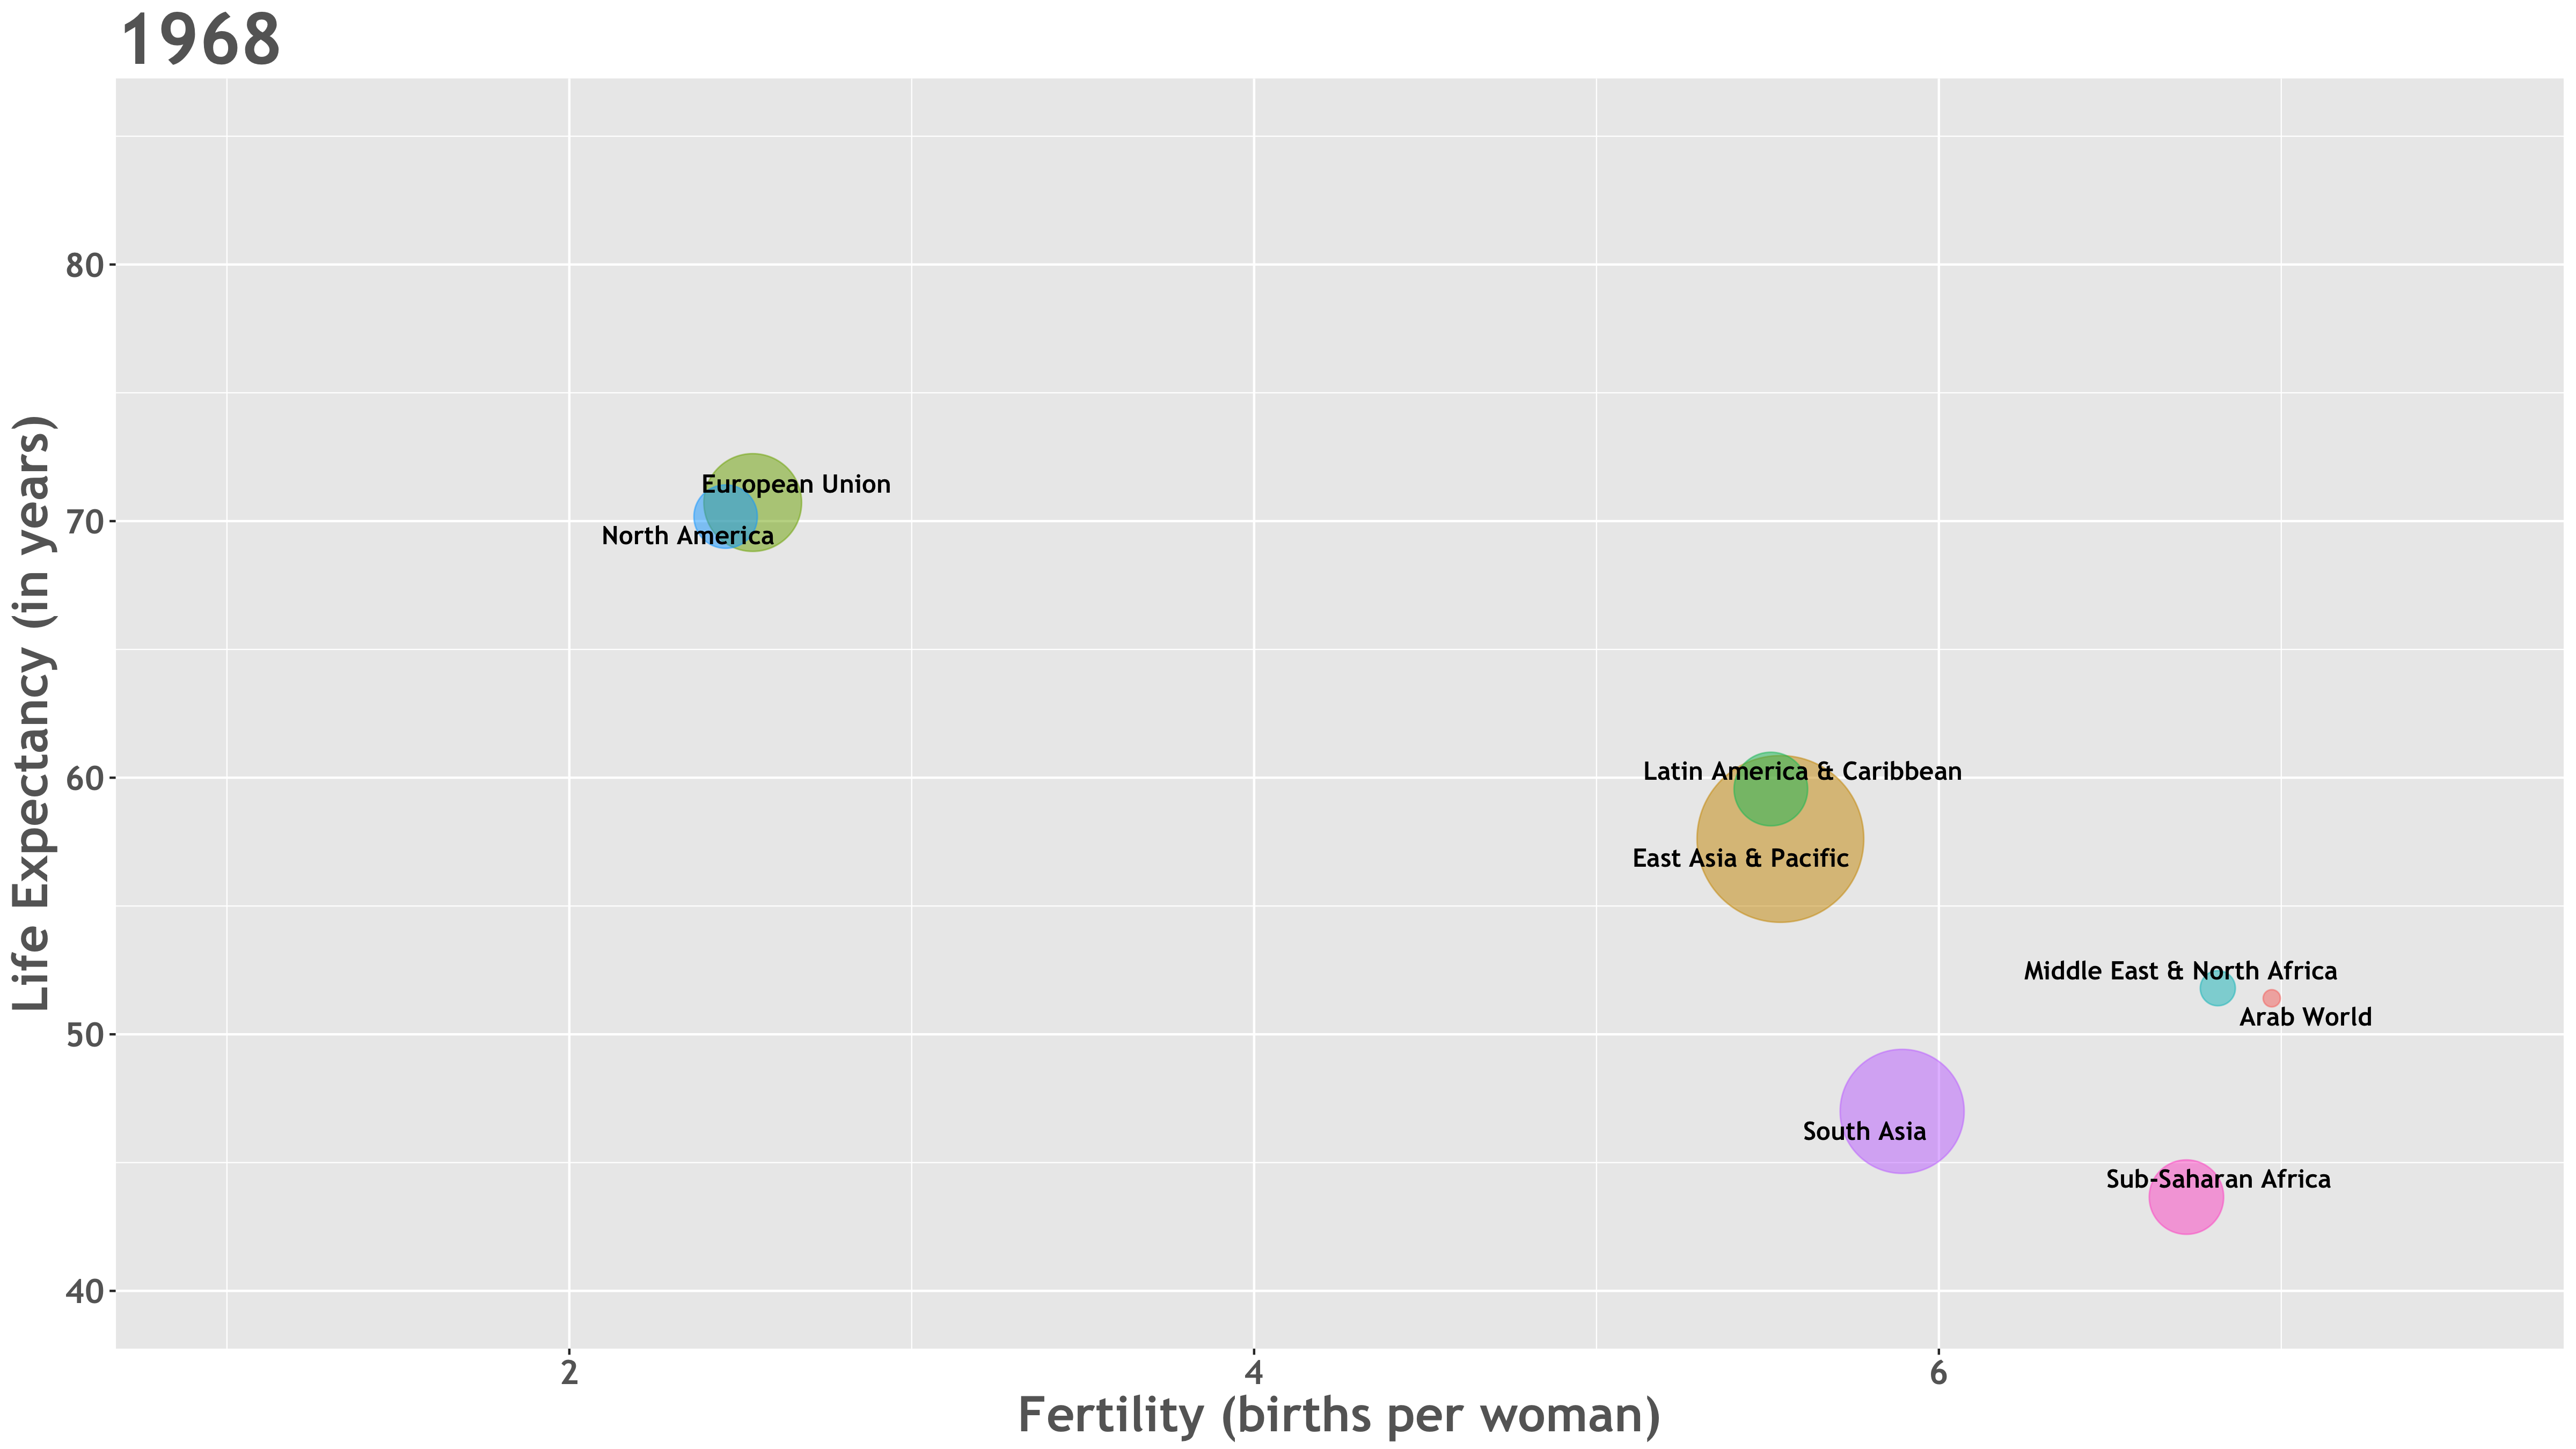 1968
Life Expectancy (in years)
80
70
60
50
40
European Union
North America
Latin America & Caribbean
East Asia & Pacific
Middle East & North Africa
Arab World
South Asia
Sub-Saharan Africa
2
4
6
Fertility (births per woman)